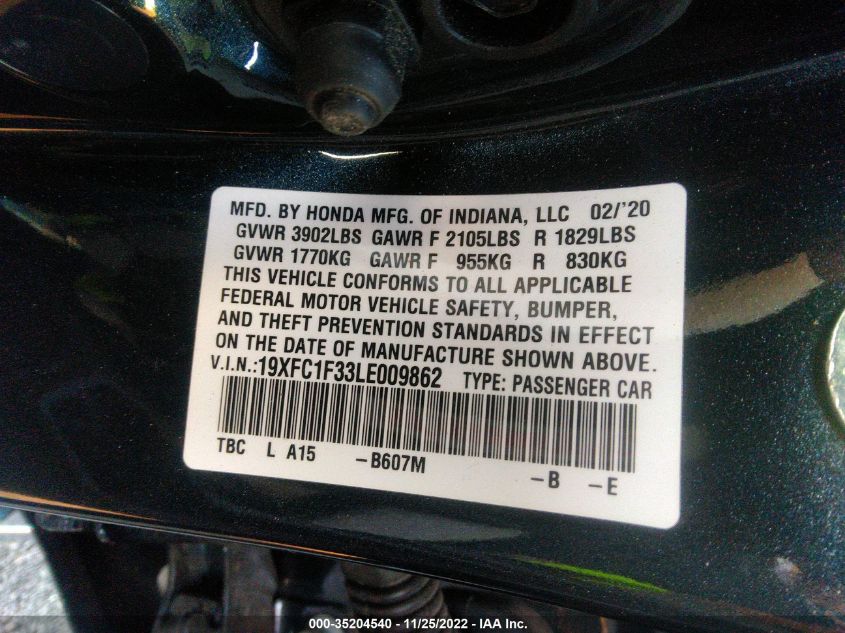 MFD. BY HONDA MFG. OF INDIANA, LLC 02/'20
GVWR 3902LBS GAWR F 2105LBS R 1829LBS
GVWR 1770KG GAWR F 955KG R 830KG
THIS VEHICLE CONFORMS TO ALL APPLICABLE
FEDERAL MOTOR VEHICLE SAFETY, BUMPER,
AND THEFT PREVENTION STANDARDS IN EFFECT
ON THE DATE OF MANUFACTURE SHOWN ABOVE.
V.I.N.:19XFC1F33LE009862 TYPE: PASSENGER CAR
TBC L A15 -B607M -B -E
000-35204540 - 11/25/2022 - IAA Inc.